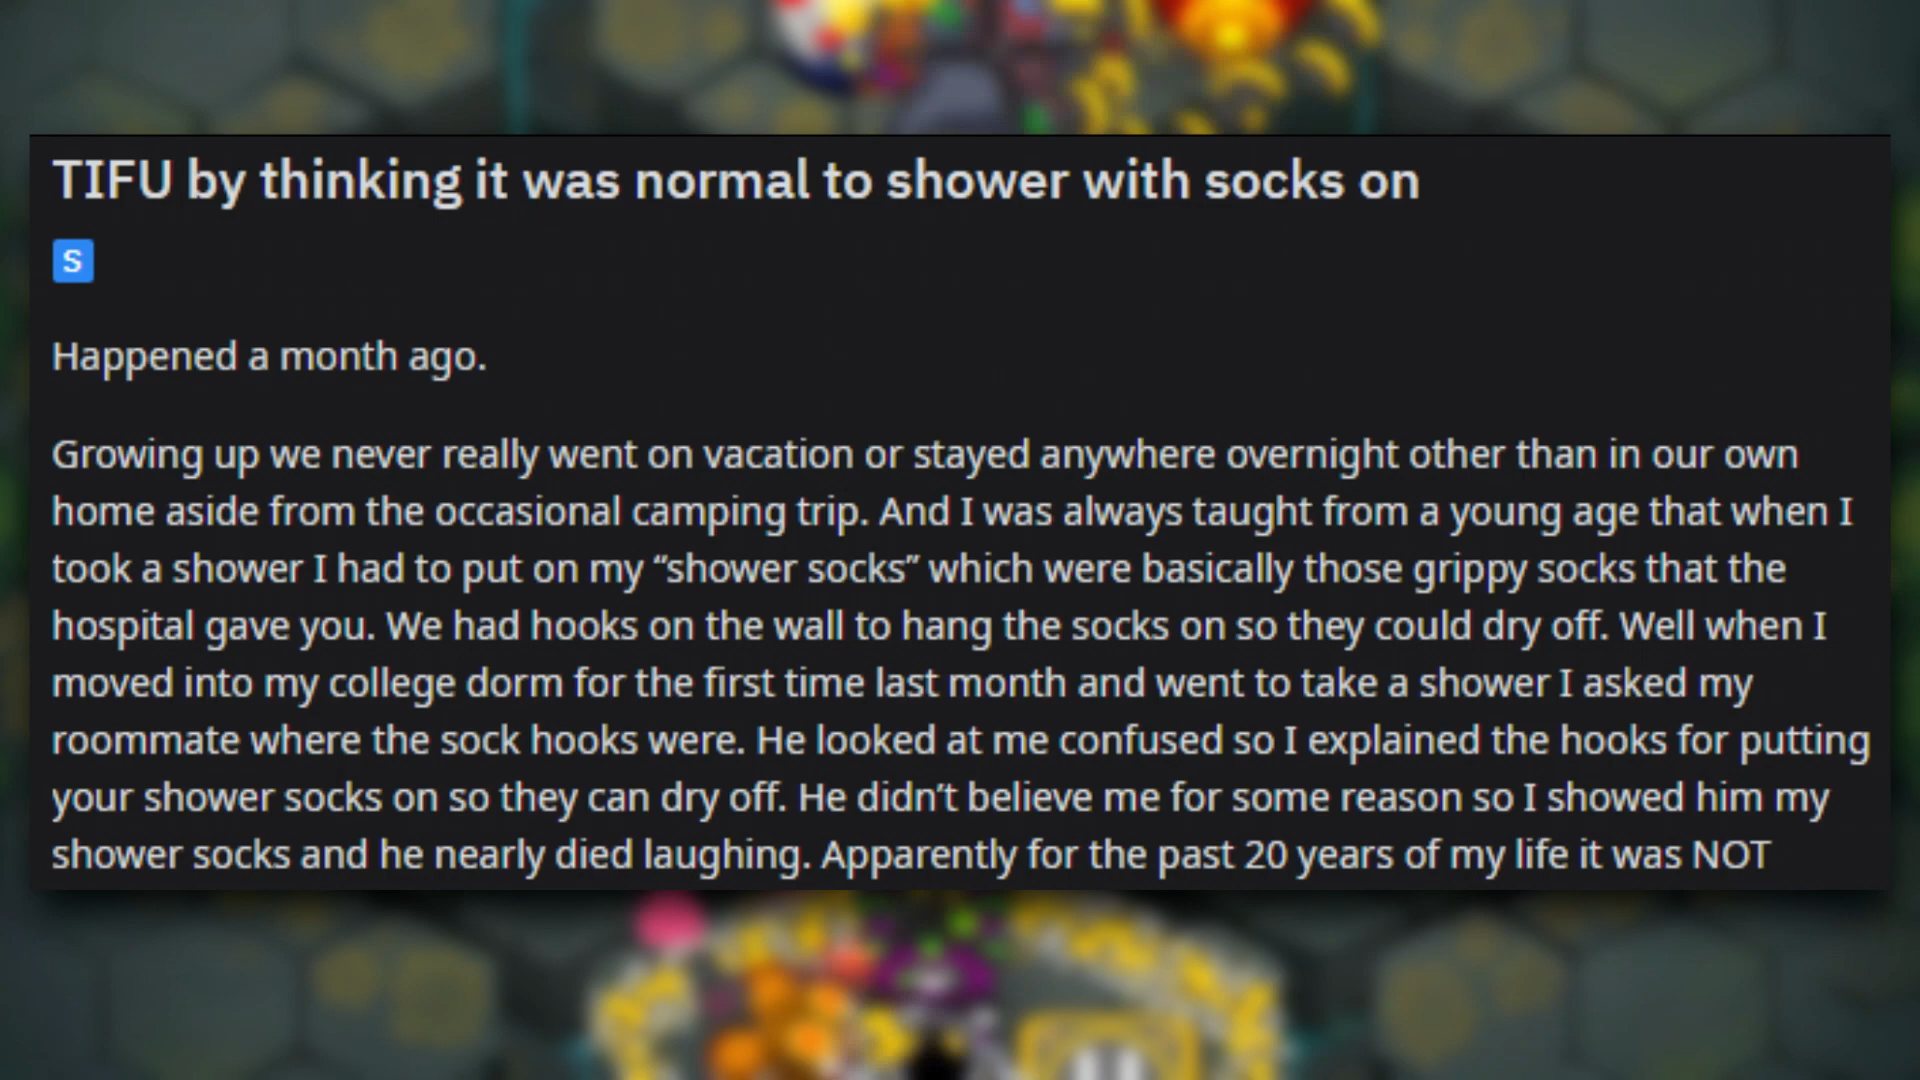 TIFU by thinking it was normal to shower with socks on
S
Happened a month ago.
Growing up we never really went on vacation or stayed anywhere overnight other than in our own
home aside from the occasional camping trip. And I was always taught from a young age that when I
took a shower I had to put on my “shower socks” which were basically those grippy socks that the
hospital gave you. We had hooks on the wall to hang the socks on so they could dry off. Well when I
moved into my college dorm for the first time last month and went to take a shower I asked my
roommate where the sock hooks were. He looked at me confused so I explained the hooks for putting
your shower socks on so they can dry off. He didn’t believe me for some reason so I showed him my
shower socks and he nearly died laughing. Apparently for the past 20 years of my life it was NOT